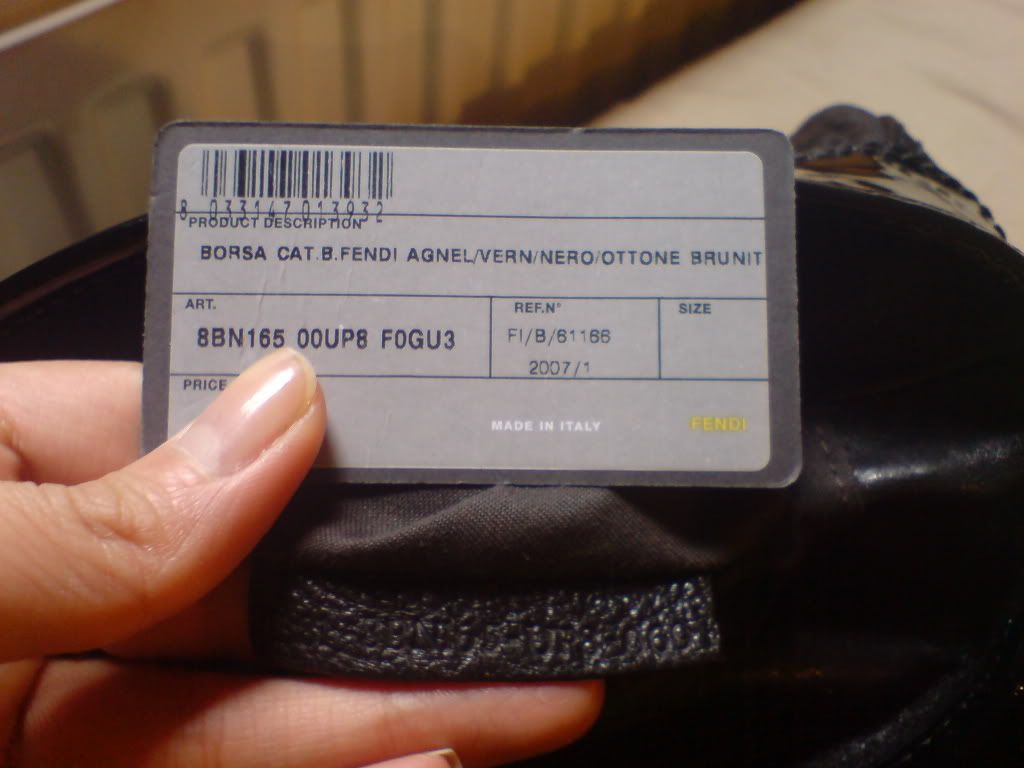 8 033147 013932
PRODUCT DESCRIPTION
BORSA CAT.B.FENDI AGNEL/VERN/NERO/OTTONE BRUNIT
ART.
8BN165 00UP8 F0GU3
REF.N°
FI/B/61166
2007/1
SIZE
PRICE
MADE IN ITALY
FENDI